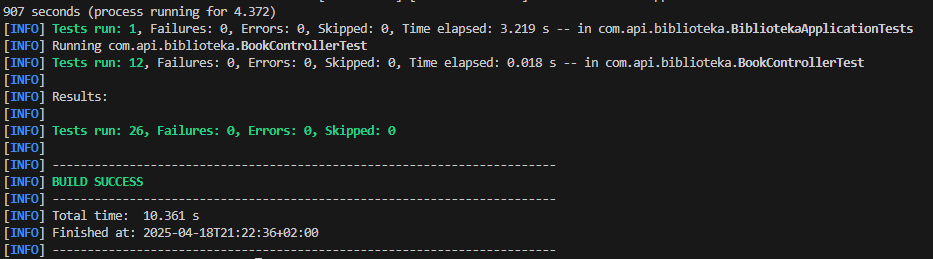 907 seconds (process running for 4.372)
[INFO] Tests run: 1, Failures: 0, Errors: 0, Skipped: 0, Time elapsed: 3.219 s -- in com.api.biblioteka.BibliotekaApplicationTests
[INFO] Running com.api.biblioteka.BookControllerTest
[INFO] Tests run: 12, Failures: 0, Errors: 0, Skipped: 0, Time elapsed: 0.018 s -- in com.api.biblioteka.BookControllerTest
[INFO]
[INFO] Results:
[INFO]
[INFO] Tests run: 26, Failures: 0, Errors: 0, Skipped: 0
[INFO]
[INFO] ------------------------------------------------------------------------
[INFO] BUILD SUCCESS
[INFO] ------------------------------------------------------------------------
[INFO] Total time:  10.361 s
[INFO] Finished at: 2025-04-18T21:22:36+02:00
[INFO] ------------------------------------------------------------------------